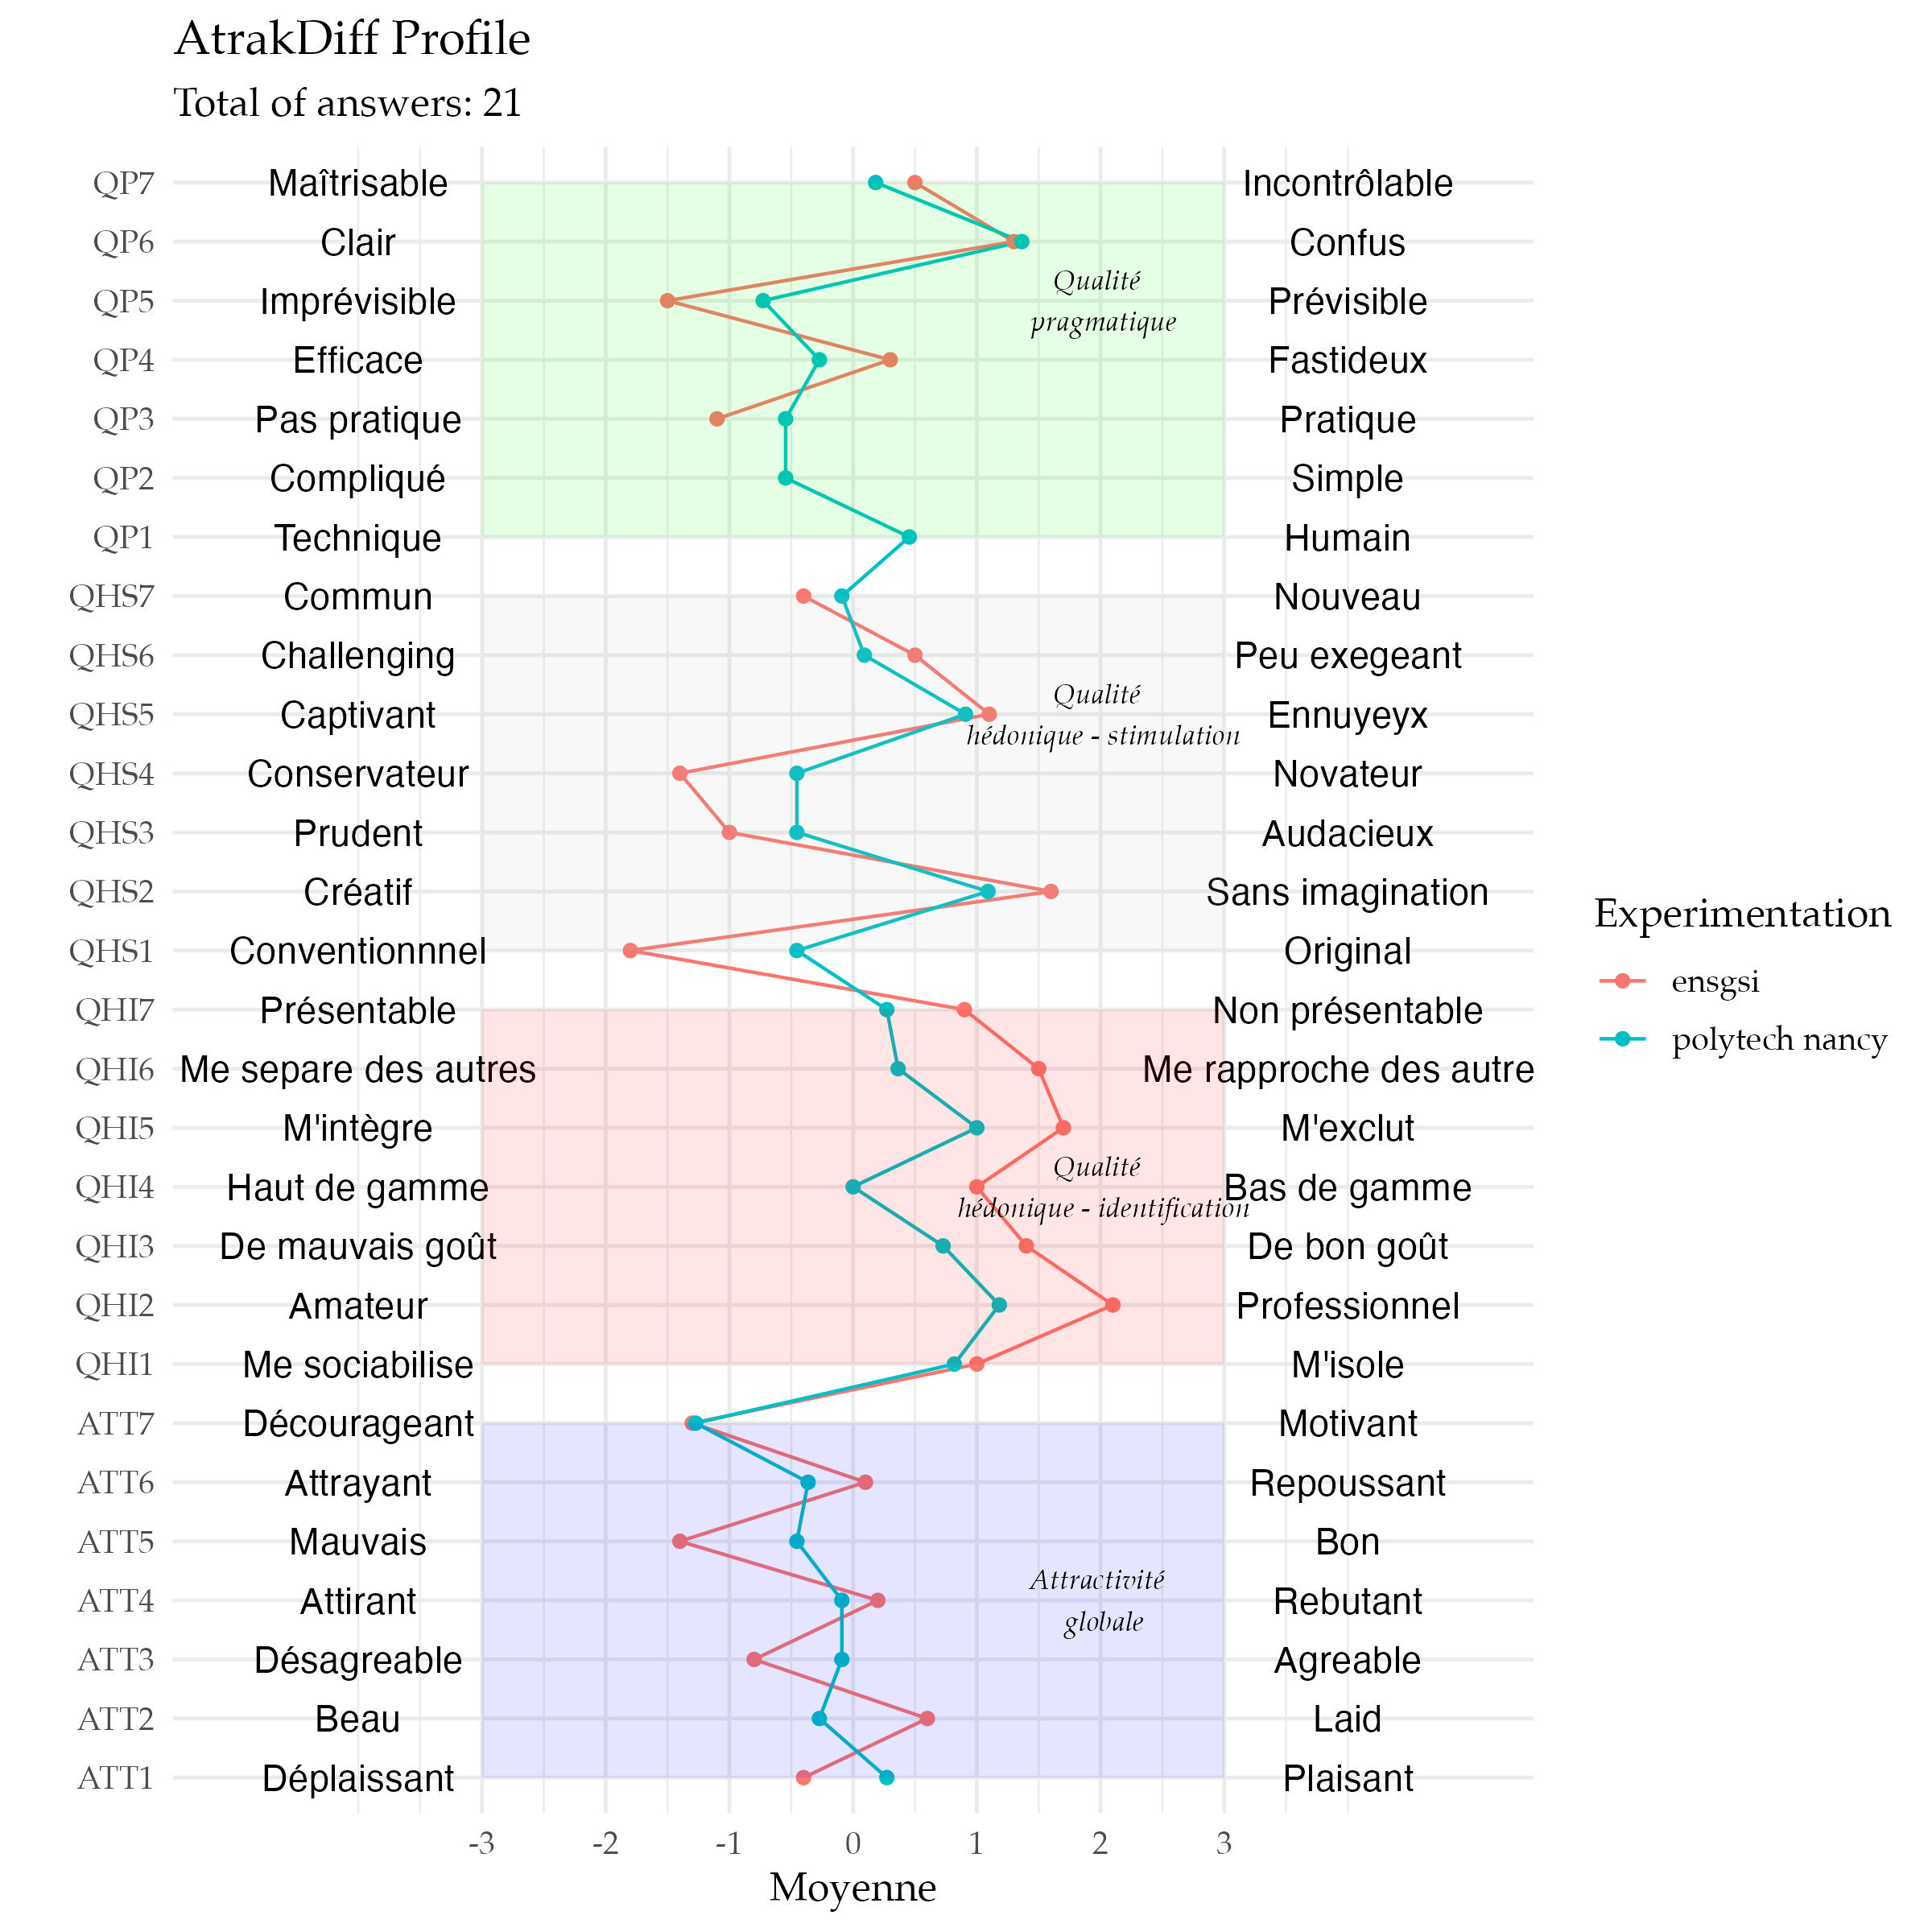 AtrakDiff Profile
Total of answers: 21
QP7 Maîtrisable Incontrôlable
QP6 Clair Confus
Qualité
QP5 Imprévisible Prévisible
pragmatique
QP4 Efficace Fastideux
QP3 Pas pratique Pratique
QP2 Compliqué Simple
QP1 Technique Humain
QHS7 Commun Nouveau
QHS6 Challenging Peu exegeant
Qualité
QHS5 Captivant Ennuyeyx
hédonique - stimulation
QHS4 Conservateur Novateur
QHS3 Prudent Audacieux
QHS2 Créatif Sans imagination
QHS1 Conventionnnel Original
QHI7 Présentable Non présentable
QHI6 Me separe des autres Me rapproche des autre
QHI5 M'intègre M'exclut
Qualité
QHI4 Haut de gamme Bas de gamme
hédonique - identification
QHI3 De mauvais goût De bon goût
QHI2 Amateur Professionnel
QHI1 Me sociabilise M'isole
ATT7 Décourageant Motivant
ATT6 Attrayant Repoussant
ATT5 Mauvais Bon
Attractivité
ATT4 Attirant Rebutant
globale
ATT3 Désagreable Agreable
ATT2 Beau Laid
ATT1 Déplaissant Plaisant
-3 -2 -1 0 1 2 3
Moyenne
Experimentation
ensgsi
polytech nancy